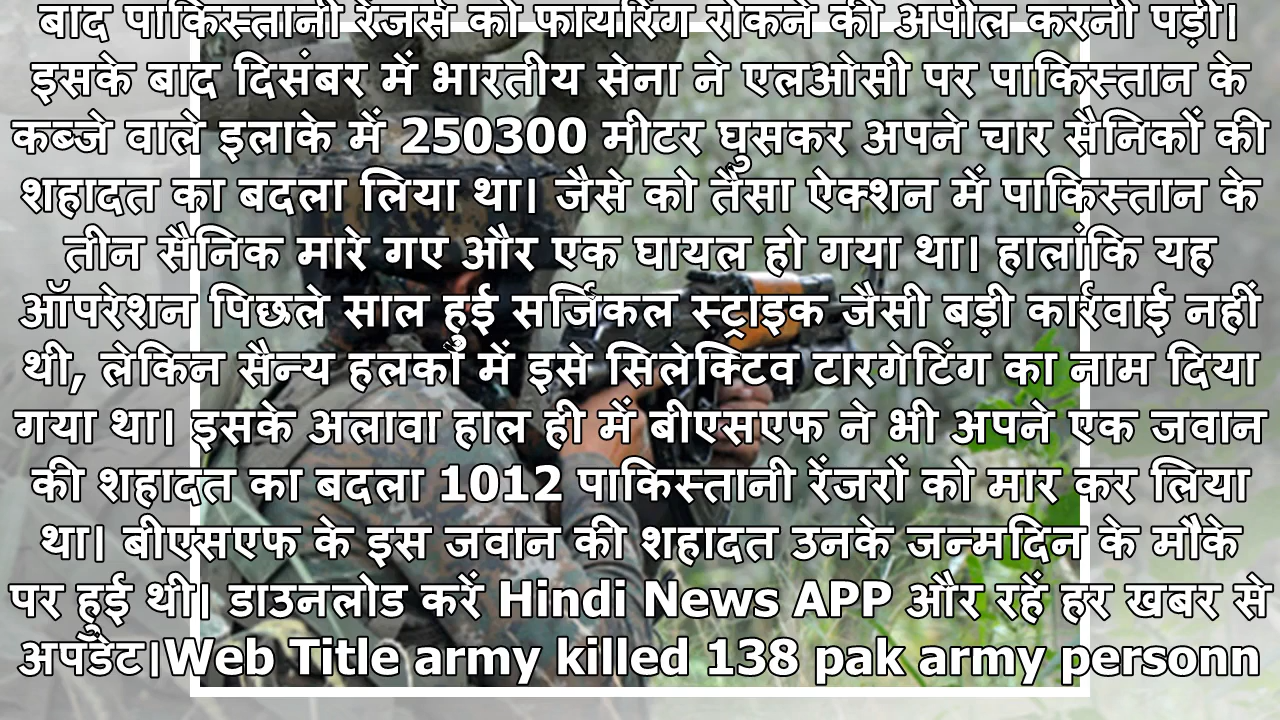 बाद पाकिस्तानी रेंजर्स को फायरिंग रोकने की अपील करनी पड़ी।
इसके बाद दिसंबर में भारतीय सेना ने एलओसी पर पाकिस्तान के
कब्जे वाले इलाके में 250300 मीटर घुसकर अपने चार सैनिकों की
शहादत का बदला लिया था। जैसे को तैसा ऐक्शन में पाकिस्तान के
तीन सैनिक मारे गए और एक घायल हो गया था। हालांकि यह
ऑपरेशन पिछले साल हुई सर्जिकल स्ट्राइक जैसी बड़ी कार्रवाई नहीं
थी, लेकिन सैन्य हलकों में इसे सिलेक्टिव टारगेटिंग का नाम दिया
गया था। इसके अलावा हाल ही में बीएसएफ ने भी अपने एक जवान
की शहादत का बदला 1012 पाकिस्तानी रेंजरों को मार कर लिया
था। बीएसएफ के इस जवान की शहादत उनके जन्मदिन के मौके
पर हुई थी। डाउनलोड करें Hindi News APP और रहें हर खबर से
अपडेट।Web Title army killed 138 pak army personn